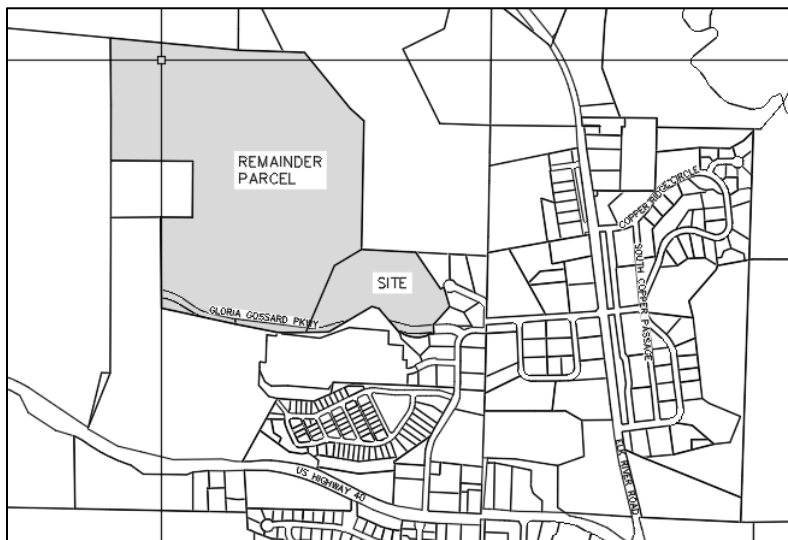 REMAINDER
PARCEL
COPPER RIDGE CIRCLE
SITE
SOUTH COPPER PASSAGE
GLORIA GOSSARD PKWY
US HIGHWAY 40
ELK RIVER ROAD